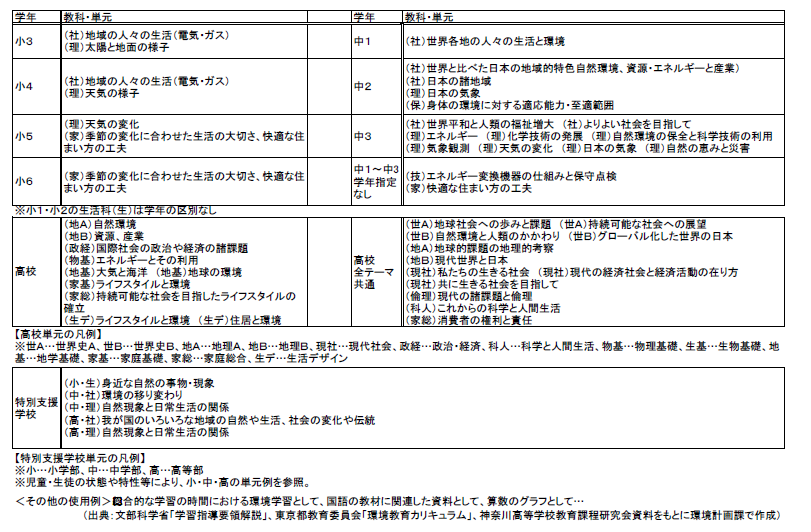 学年　教科・単元　学年　教科・単元
小3
(社)地域の人々の生活(電気・ガス)
(理)太陽と地面の様子
中1
(社)世界各地の人々の生活と環境
小4
(社)地域の人々の生活(電気・ガス)
(理)天気の様子
中2
(社)世界と比べた日本の地域的特色自然環境、資源・エネルギーと産業)
(社)日本の諸地域
(理)日本の気象
(保)身体の環境に対する適応能力・至適範囲
小5
(理)天気の変化
(家)季節の変化に合わせた生活の大切さ、快適な住
まい方の工夫
中3
(社)世界平和と人類の福祉増大　(社)よりよい社会を目指して
(理)エネルギー　(理)化学技術の発展　(理)自然環境の保全と科学技術の利用
(理)気象観測　(理)天気の変化　(理)日本の気象　(理)自然の恵みと災害
小6
(家)季節の変化に合わせた生活の大切さ、快適な住
まい方の工夫
中1～中3
学年指定
なし
(技)エネルギー変換機器の仕組みと保守点検
(家)快適な住まい方の工夫
※小1・小2の生活科(生)は学年の区別なし
高校
(地A)自然環境
(地B)資源、産業
(政経)国際社会の政治や経済の諸課題
(物基)エネルギーとその利用
(地基)大気と海洋　(地基)地球の環境
(家基)ライフスタイルと環境
(家総)持続可能な社会を目指したライフスタイルの
確立
(生デ)ライフスタイルと環境　(生デ)住居と環境
高校
全テーマ
共通
(世A)地球社会への歩みと課題　(世A)持続可能な社会への展望
(世B)自然環境と人類のかかわり　(世B)グローバル化した世界の日本
(地A)地球的課題の地理的考察
(地B)現代世界と日本
(現社)私たちの生きる社会　(現社)現代の経済社会と経済活動の在り方
(現社)共に生きる社会を目指して
(倫理)現代の諸課題と倫理
(科人)これからの科学と人間生活
(家総)消費者の権利と責任
【高校単元の凡例】
※世A…世界史A、世B…世界史B、地A…地理A、地B…地理B、現社…現代社会、政経…政治・経済、科人…科学と人間生活、物基…物理基礎、生基…生物基礎、地
基…地学基礎、家基…家庭基礎、家総…家庭総合、生デ…生活デザイン
特別支援
学校
(小・生)身近な自然の事物・現象
(中・社)環境の移り変わり
(中・理)自然現象と日常生活の関係
(高・社)我が国のいろいろな地域の自然や生活、社会の変化や伝統
(高・理)自然現象と日常生活の関係
【特別支援学校単元の凡例】
※小…小学部、中…中学部、高…高等部
※児童・生徒の状態や特性等により、小・中・高の単元例を参照。
＜その他の使用例＞合的な学習の時間における環境学習として、国語の教材に関連した資料として、算数のグラフとして…
(出典：文部科学省「学習指導要領解説」、東京都教育委員会「環境教育カリキュラム」、神奈川高等学校教育課程研究会資料をもとに環境計画課で作成)